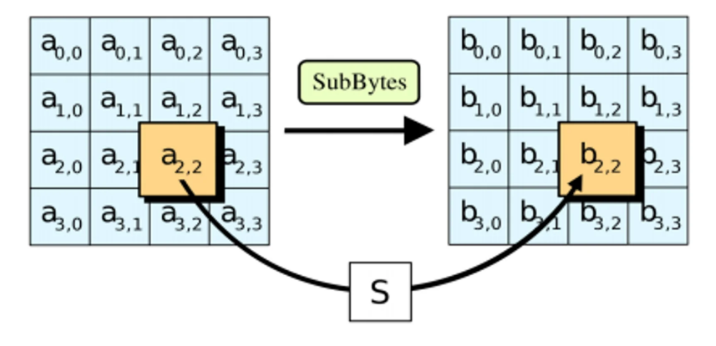 a0,0 a0,1 a0,2 a0,3 b0,0 b0,1 b0,2 b0,3
SubBytes
a1,0 a1,1 a1,2 a1,3 b1,0 b1,1 b1,2 b1,3
a2,0 a2,1 a2,2 a2,3 b2,0 b2,1 b2,2 b2,3
a3,0 a3,1 a3,2 a3,3 b3,0 b3,1 b3,2 b3,3
S